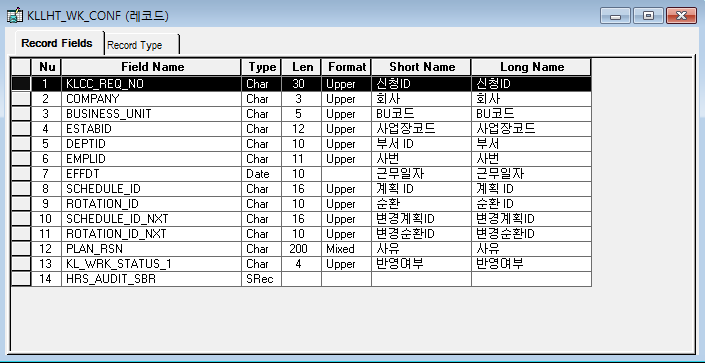 KLLHT_WK_CONF (레코드)
Record Fields Record Type
Nu Field Name Type Len Format Short Name Long Name
1 KLCC_REQ_NO Char 30 Upper 신청ID 신청ID
2 COMPANY Char 3 Upper 회사 회사
3 BUSINESS_UNIT Char 5 Upper BU코드 BU코드
4 ESTABID Char 12 Upper 사업장코드 사업장코드
5 DEPTID Char 10 Upper 부서 ID 부서
6 EMPLID Char 11 Upper 사번 사번
7 EFFDT Date 10 근무일자 근무일자
8 SCHEDULE_ID Char 16 Upper 계획 ID 계획 ID
9 ROTATION_ID Char 10 Upper 순환 순환 ID
10 SCHEDULE_ID_NXT Char 16 Upper 변경계획ID 변경계획ID
11 ROTATION_ID_NXT Char 10 Upper 변경순환ID 변경순환ID
12 PLAN_RSN Char 200 Mixed 사유 사유
13 KL_WRK_STATUS_1 Char 4 Upper 반영여부 반영여부
14 HRS_AUDIT_SBR SRec